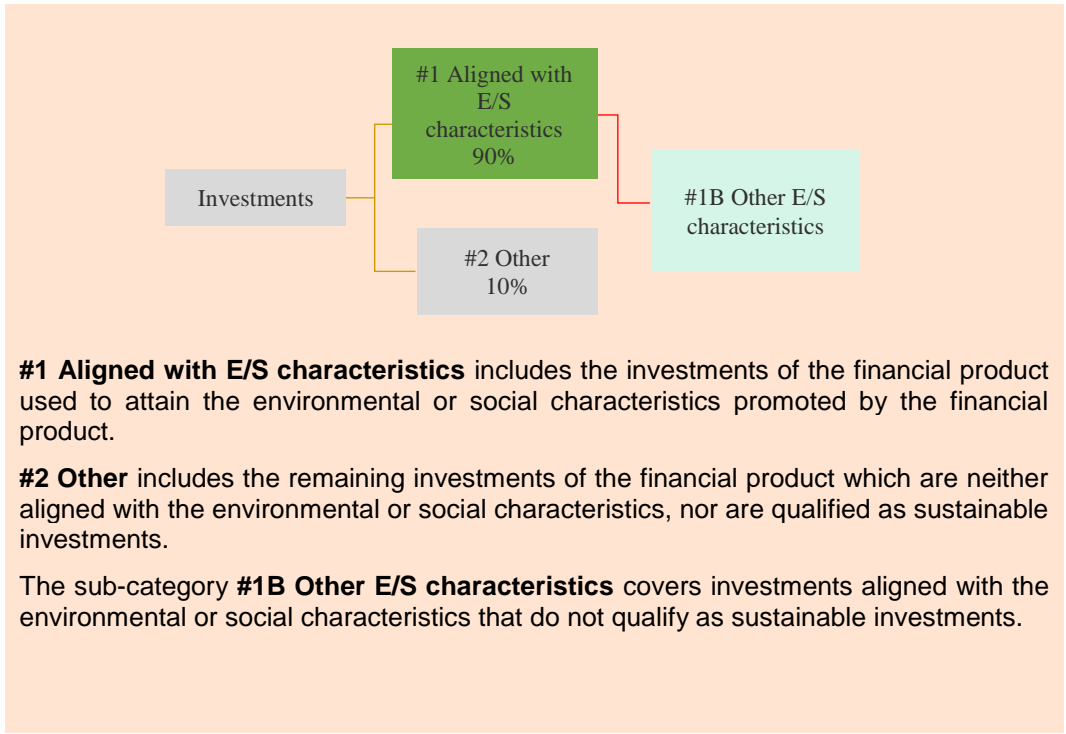 #1 Aligned with
E/S
characteristics
90%
Investments
#1B Other E/S
characteristics
#2 Other
10%
#1 Aligned with E/S characteristics includes the investments of the financial product
used to attain the environmental or social characteristics promoted by the financial
product.
#2 Other includes the remaining investments of the financial product which are neither
aligned with the environmental or social characteristics, nor are qualified as sustainable
investments.
The sub-category #1B Other E/S characteristics covers investments aligned with the
environmental or social characteristics that do not qualify as sustainable investments.